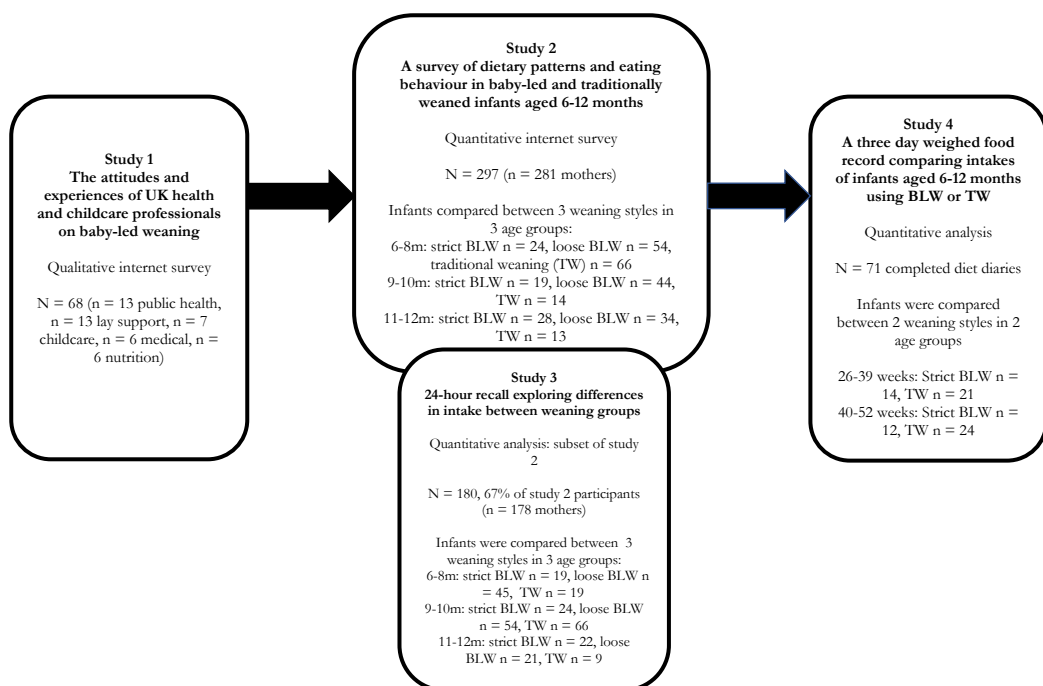 Study 1
The attitudes and
experiences of UK health
and childcare professionals
on baby-led weaning
Qualitative internet survey
N = 68 (n = 13 public health,
n = 13 lay support, n = 7
childcare, n = 6 medical, n =
6 nutrition)
Study 2
A survey of dietary patterns and eating
behaviour in baby-led and traditionally
weaned infants aged 6-12 months
Quantitative internet survey
N = 297 (n = 281 mothers)
Infants compared between 3 weaning styles in
3 age groups:
6-8m: strict BLW n = 24, loose BLW n = 54,
traditional weaning (TW) n = 66
9-10m: strict BLW n = 19, loose BLW n = 44,
TW n = 14
11-12m: strict BLW n = 28, loose BLW n = 34,
TW n = 13
Study 3
24-hour recall exploring differences
in intake between weaning groups
Quantitative analysis: subset of study
2
N = 180, 67% of study 2 participants
(n = 178 mothers)
Infants were compared between 3
weaning styles in 3 age groups:
6-8m: strict BLW n = 19, loose BLW n
= 45, TW n = 19
9-10m: strict BLW n = 24, loose BLW
n = 54, TW n = 66
11-12m: strict BLW n = 22, loose
BLW n = 21, TW n = 9
Study 4
A three day weighed food
record comparing intakes
of infants aged 6-12 months
using BLW or TW
Quantitative analysis
N = 71 completed diet diaries
Infants were compared
between 2 weaning styles in 2
age groups
26-39 weeks: Strict BLW n =
14, TW n = 21
40-52 weeks: Strict BLW n =
12, TW n = 24